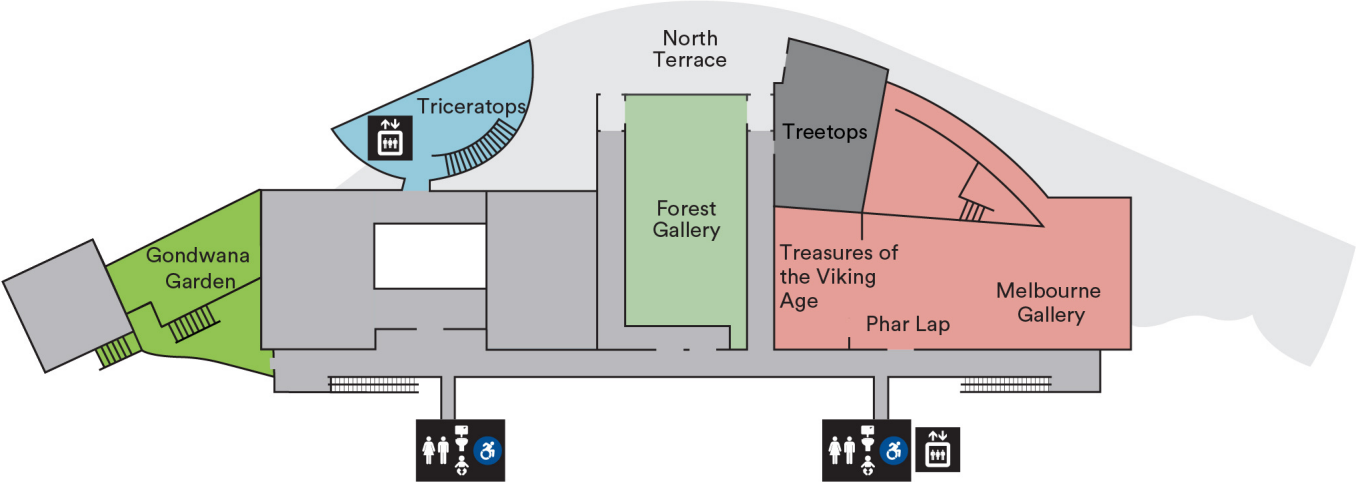 North
Terrace
Triceratops
Treetops
Forest
Gallery
Gondwana
Garden
Treasures of
the Viking
Age
Melbourne
Gallery
Phar Lap